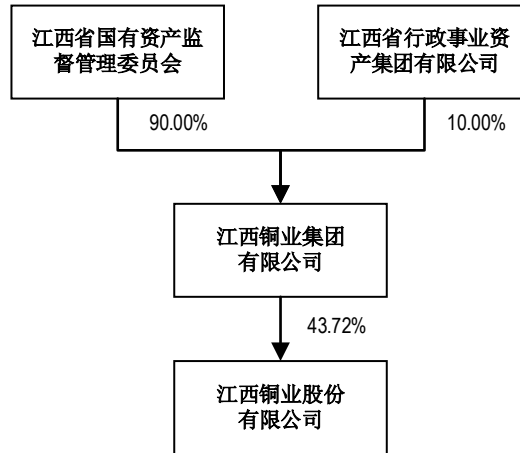 江西省国有资产监
督管理委员会
江西省行政事业资
产集团有限公司
90.00%
10.00%
江西铜业集团
有限公司
43.72%
江西铜业股份
有限公司